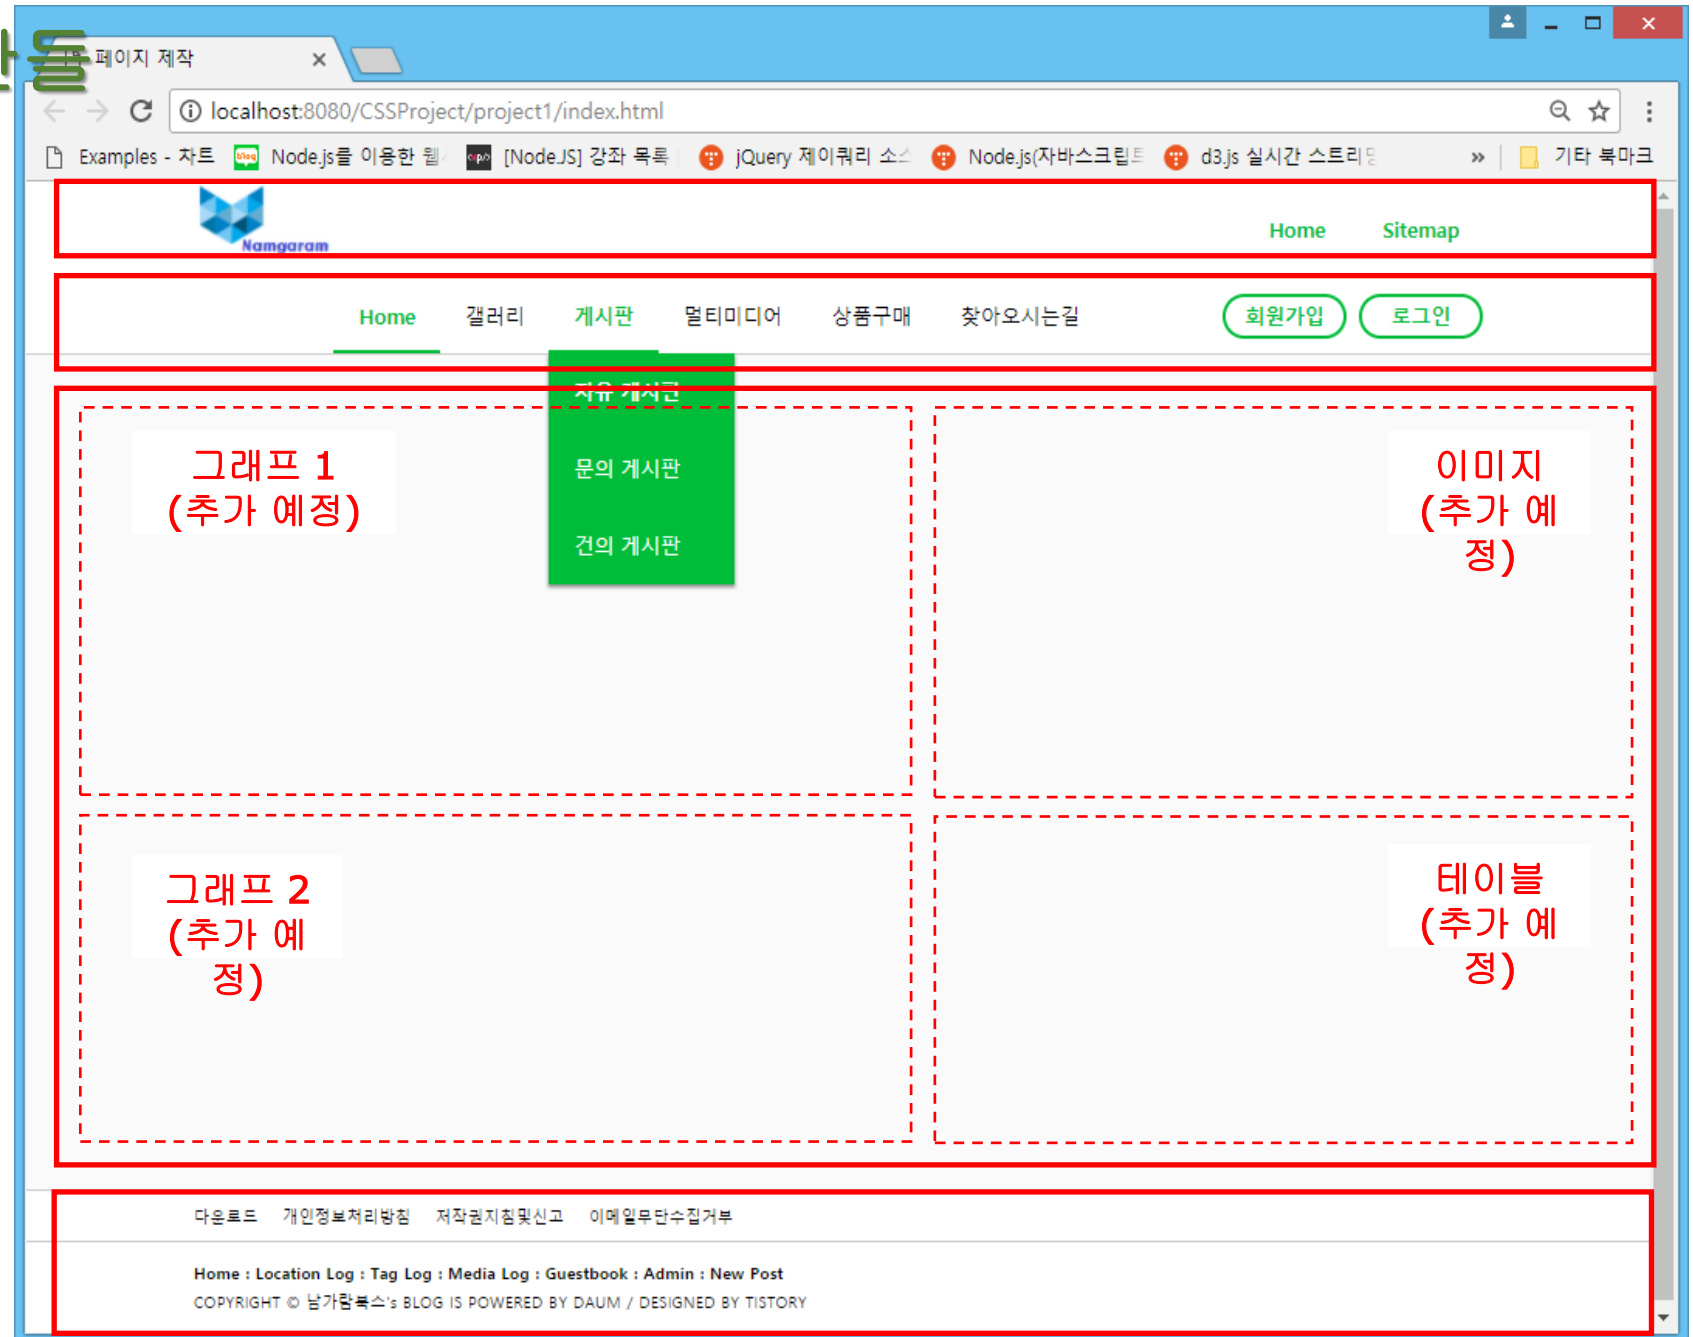 페이지 제작
localhost:8080/CSSProject/project1/index.html
Examples - 차트 Node.js를 이용한 웹 [NodeJS] 강좌 목록 jQuery 제이쿼리 소스 Node.js(자바스크립트 d3.js 실시간 스트리밍 » 기타 북마크
Namgaram
Home Sitemap
Home 갤러리 게시판 멀티미디어 상품구매 찾아오시는길 회원가입 로그인
자유 게시판
문의 게시판
건의 게시판
그래프 1
(추가 예정)
이미지
(추가 예
정)
그래프 2
(추가 예
정)
테이블
(추가 예
정)
다운로드 개인정보처리방침 저작권지침및신고 이메일무단수집거부
Home : Location Log : Tag Log : Media Log : Guestbook : Admin : New Post
COPYRIGHT © 남가람북스's BLOG IS POWERED BY DAUM / DESIGNED BY TISTORY